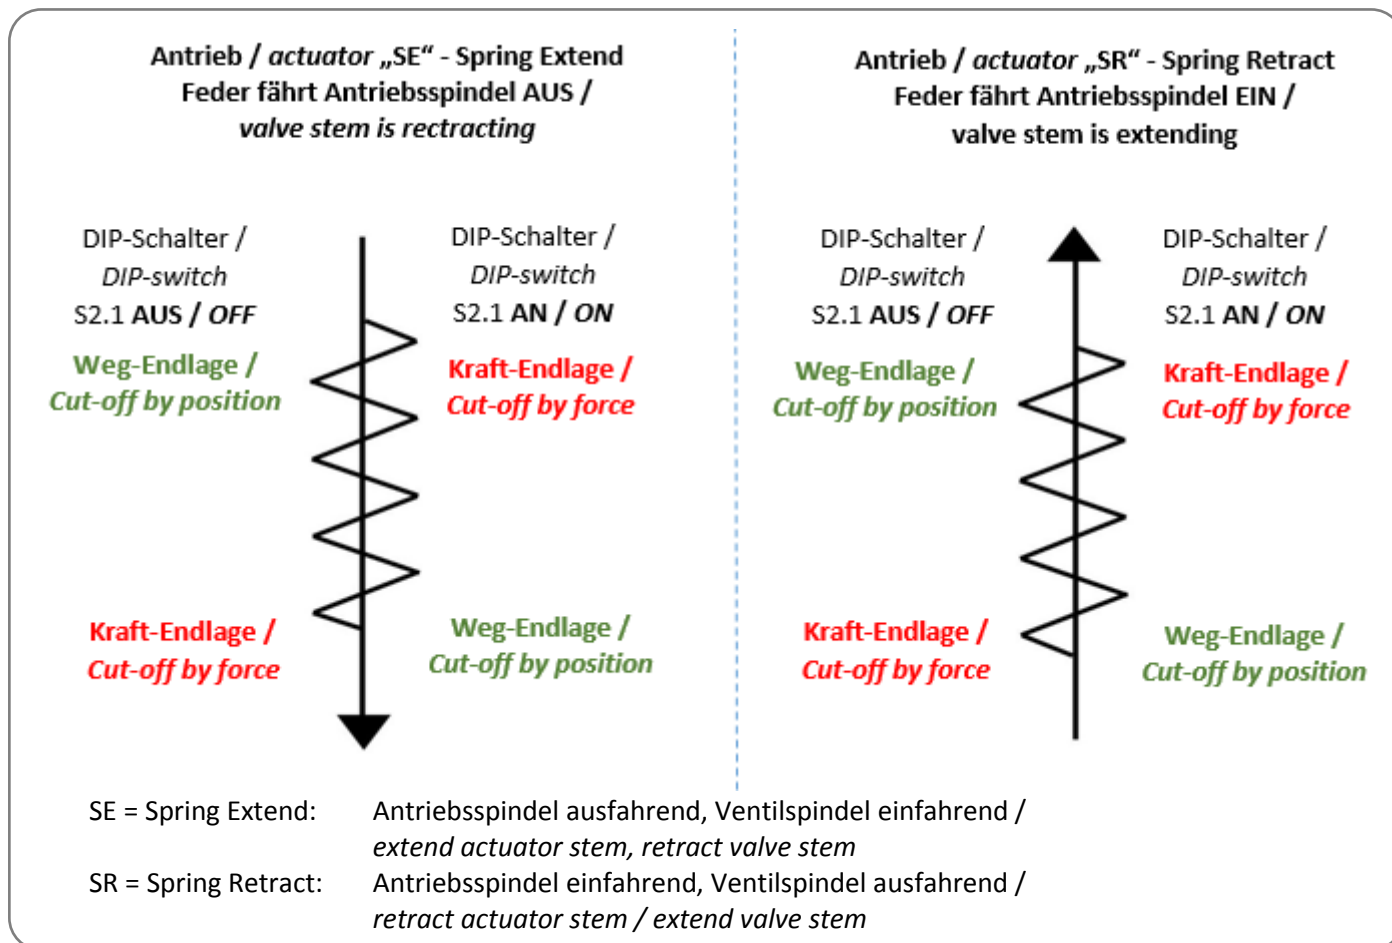 Antrieb / actuator „SE“ - Spring Extend
Feder fährt Antriebsspindel AUS /
valve stem is rectracting
DIP-Schalter /
DIP-switch
S2.1 AUS / OFF
Weg-Endlage /
Cut-off by position
Kraft-Endlage /
Cut-off by force
DIP-Schalter /
DIP-switch
S2.1 AN / ON
Kraft-Endlage /
Cut-off by force
Weg-Endlage /
Cut-off by position
Antrieb / actuator „SR“ - Spring Retract
Feder fährt Antriebsspindel EIN /
valve stem is extending
DIP-Schalter /
DIP-switch
S2.1 AUS / OFF
Weg-Endlage /
Cut-off by position
Kraft-Endlage /
Cut-off by force
DIP-Schalter /
DIP-switch
S2.1 AN / ON
Kraft-Endlage /
Cut-off by force
Weg-Endlage /
Cut-off by position
SE = Spring Extend: Antriebsspindel ausfahrend, Ventilspindel einfahrend /
extend actuator stem, retract valve stem
SR = Spring Retract: Antriebsspindel einfahrend, Ventilspindel ausfahrend /
retract actuator stem / extend valve stem